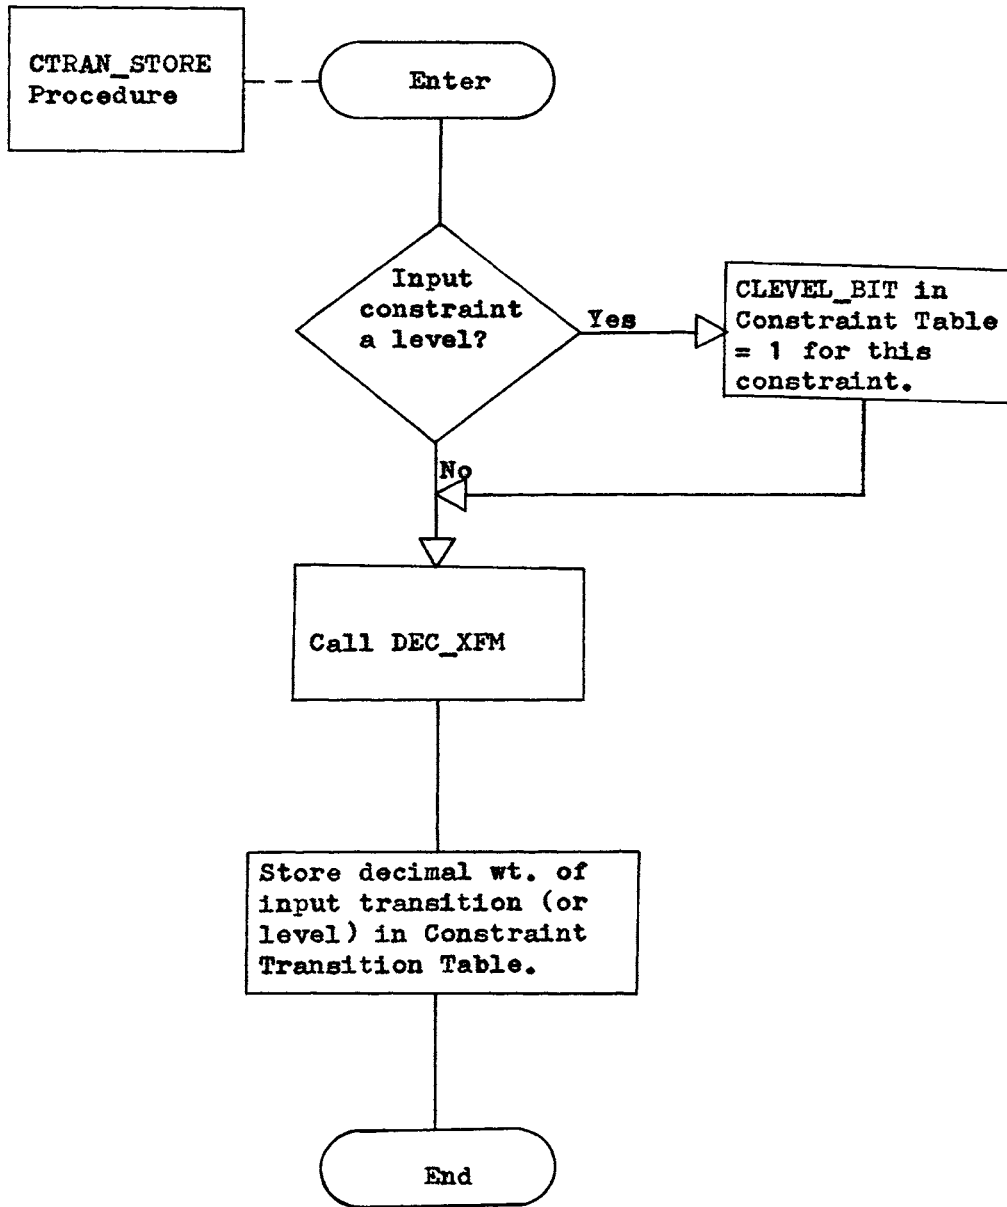 CTRAN_STORE
Procedure
Enter
Input
constraint
a level?
Yes
CLEVEL_BIT in
Constraint Table
= 1 for this
constraint.
No
Call DEC_XFM
Store decimal wt. of
input transition (or
level) in Constraint
Transition Table.
End